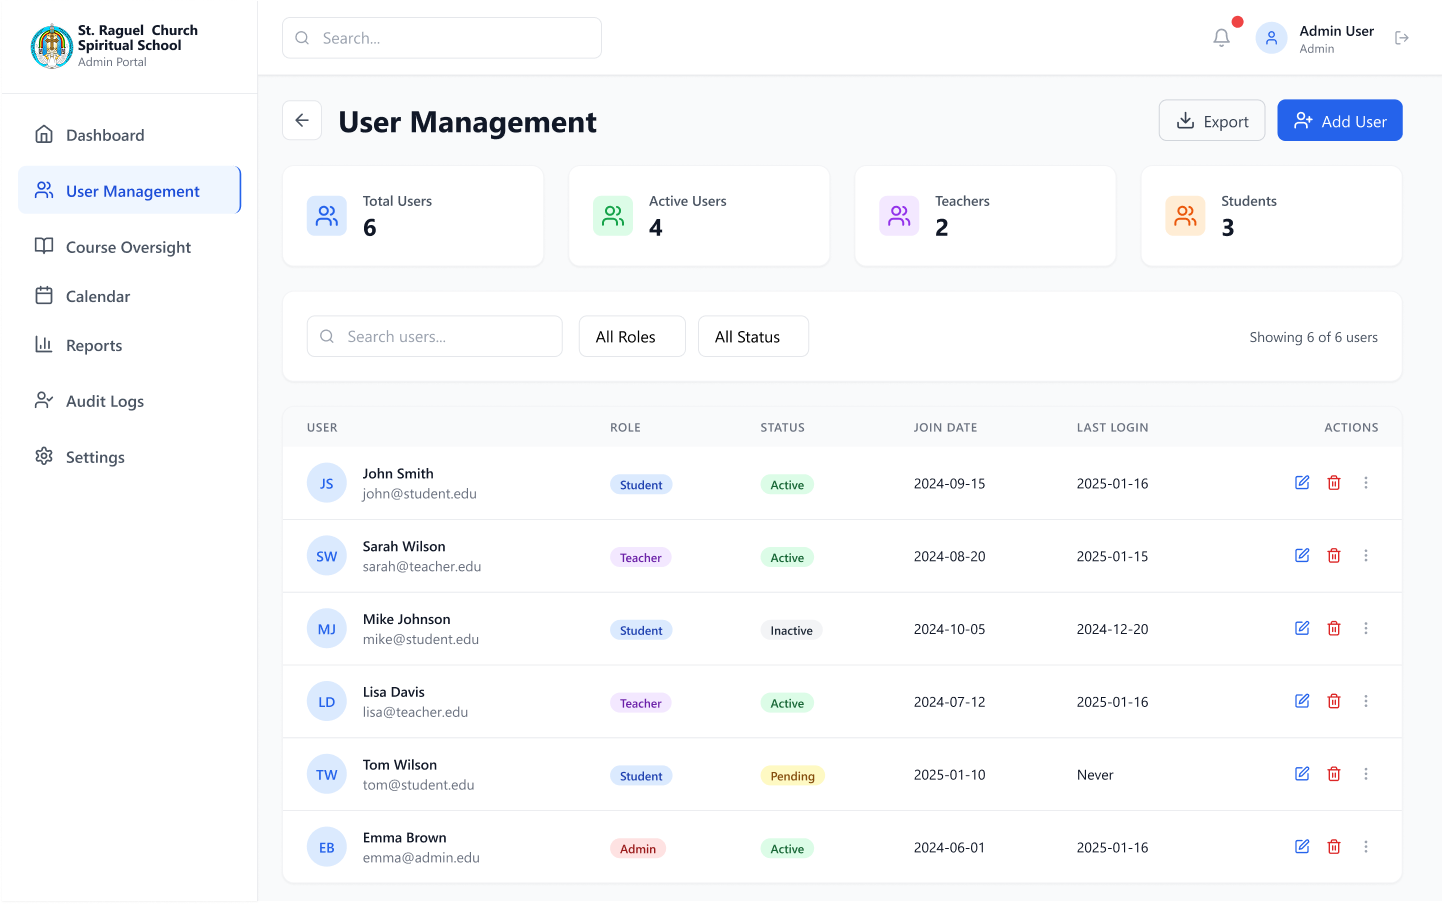 St. Raguel Church
Spiritual School
Admin Portal
Search...
Admin User
Admin
Dashboard
User Management
Course Oversight
Calendar
Reports
Audit Logs
Settings
User Management
Export
Add User
Total Users
6
Active Users
4
Teachers
2
Students
3
Search users...
All Roles
All Status
Showing 6 of 6 users
USER ROLE STATUS JOIN DATE LAST LOGIN ACTIONS
JS John Smith Student Active 2024-09-15 2025-01-16
john@student.edu
SW Sarah Wilson Teacher Active 2024-08-20 2025-01-15
sarah@teacher.edu
MJ Mike Johnson Student Inactive 2024-10-05 2024-12-20
mike@student.edu
LD Lisa Davis Teacher Active 2024-07-12 2025-01-16
lisa@teacher.edu
TW Tom Wilson Student Pending 2025-01-10 Never
tom@student.edu
EB Emma Brown Admin Active 2024-06-01 2025-01-16
emma@admin.edu